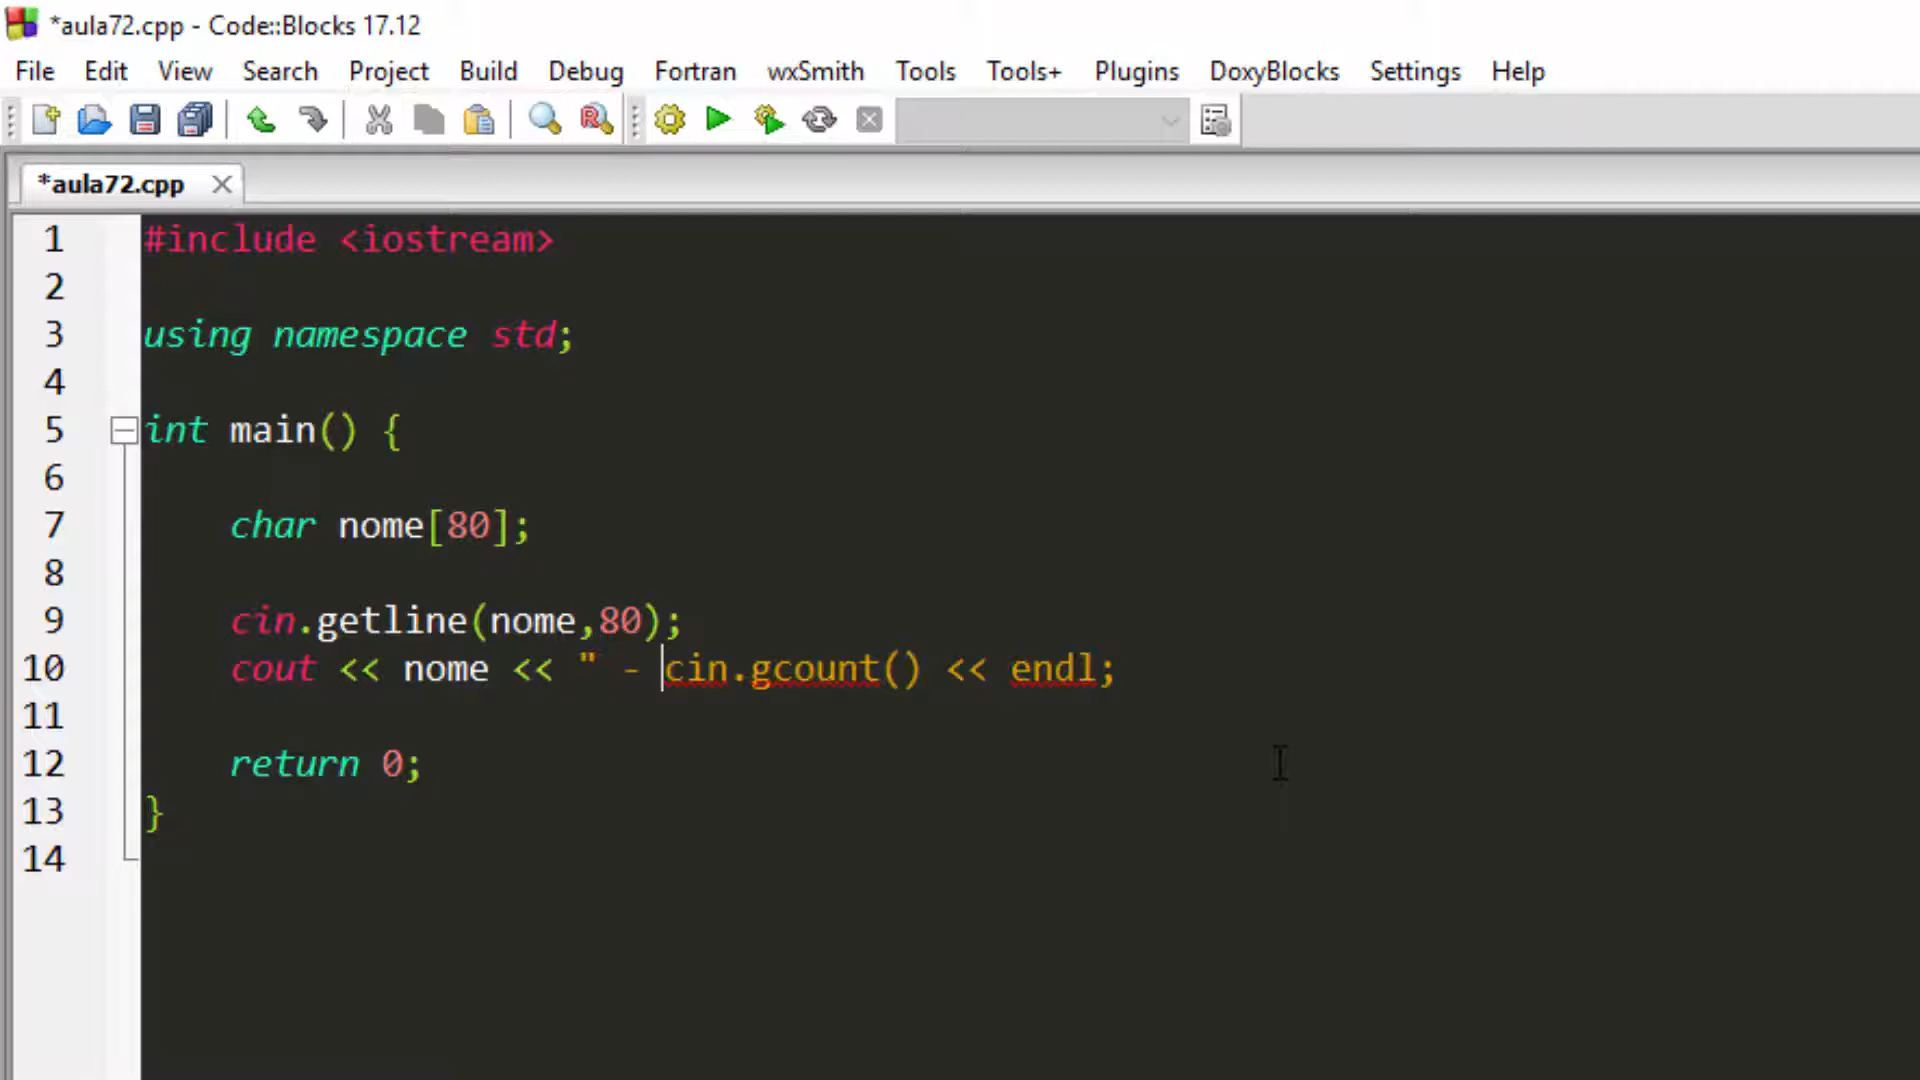 *aula72.cpp - Code::Blocks 17.12
File Edit View Search Project Build Debug Fortran wxSmith Tools Tools+ Plugins DoxyBlocks Settings Help
*aula72.cpp
1 #include <iostream>
2
3 using namespace std;
4
5 int main() {
6
7 char nome[80];
8
9 cin.getline(nome,80);
10 cout << nome << " - cin.gcount() << endl;
11
12 return 0;
13 }
14